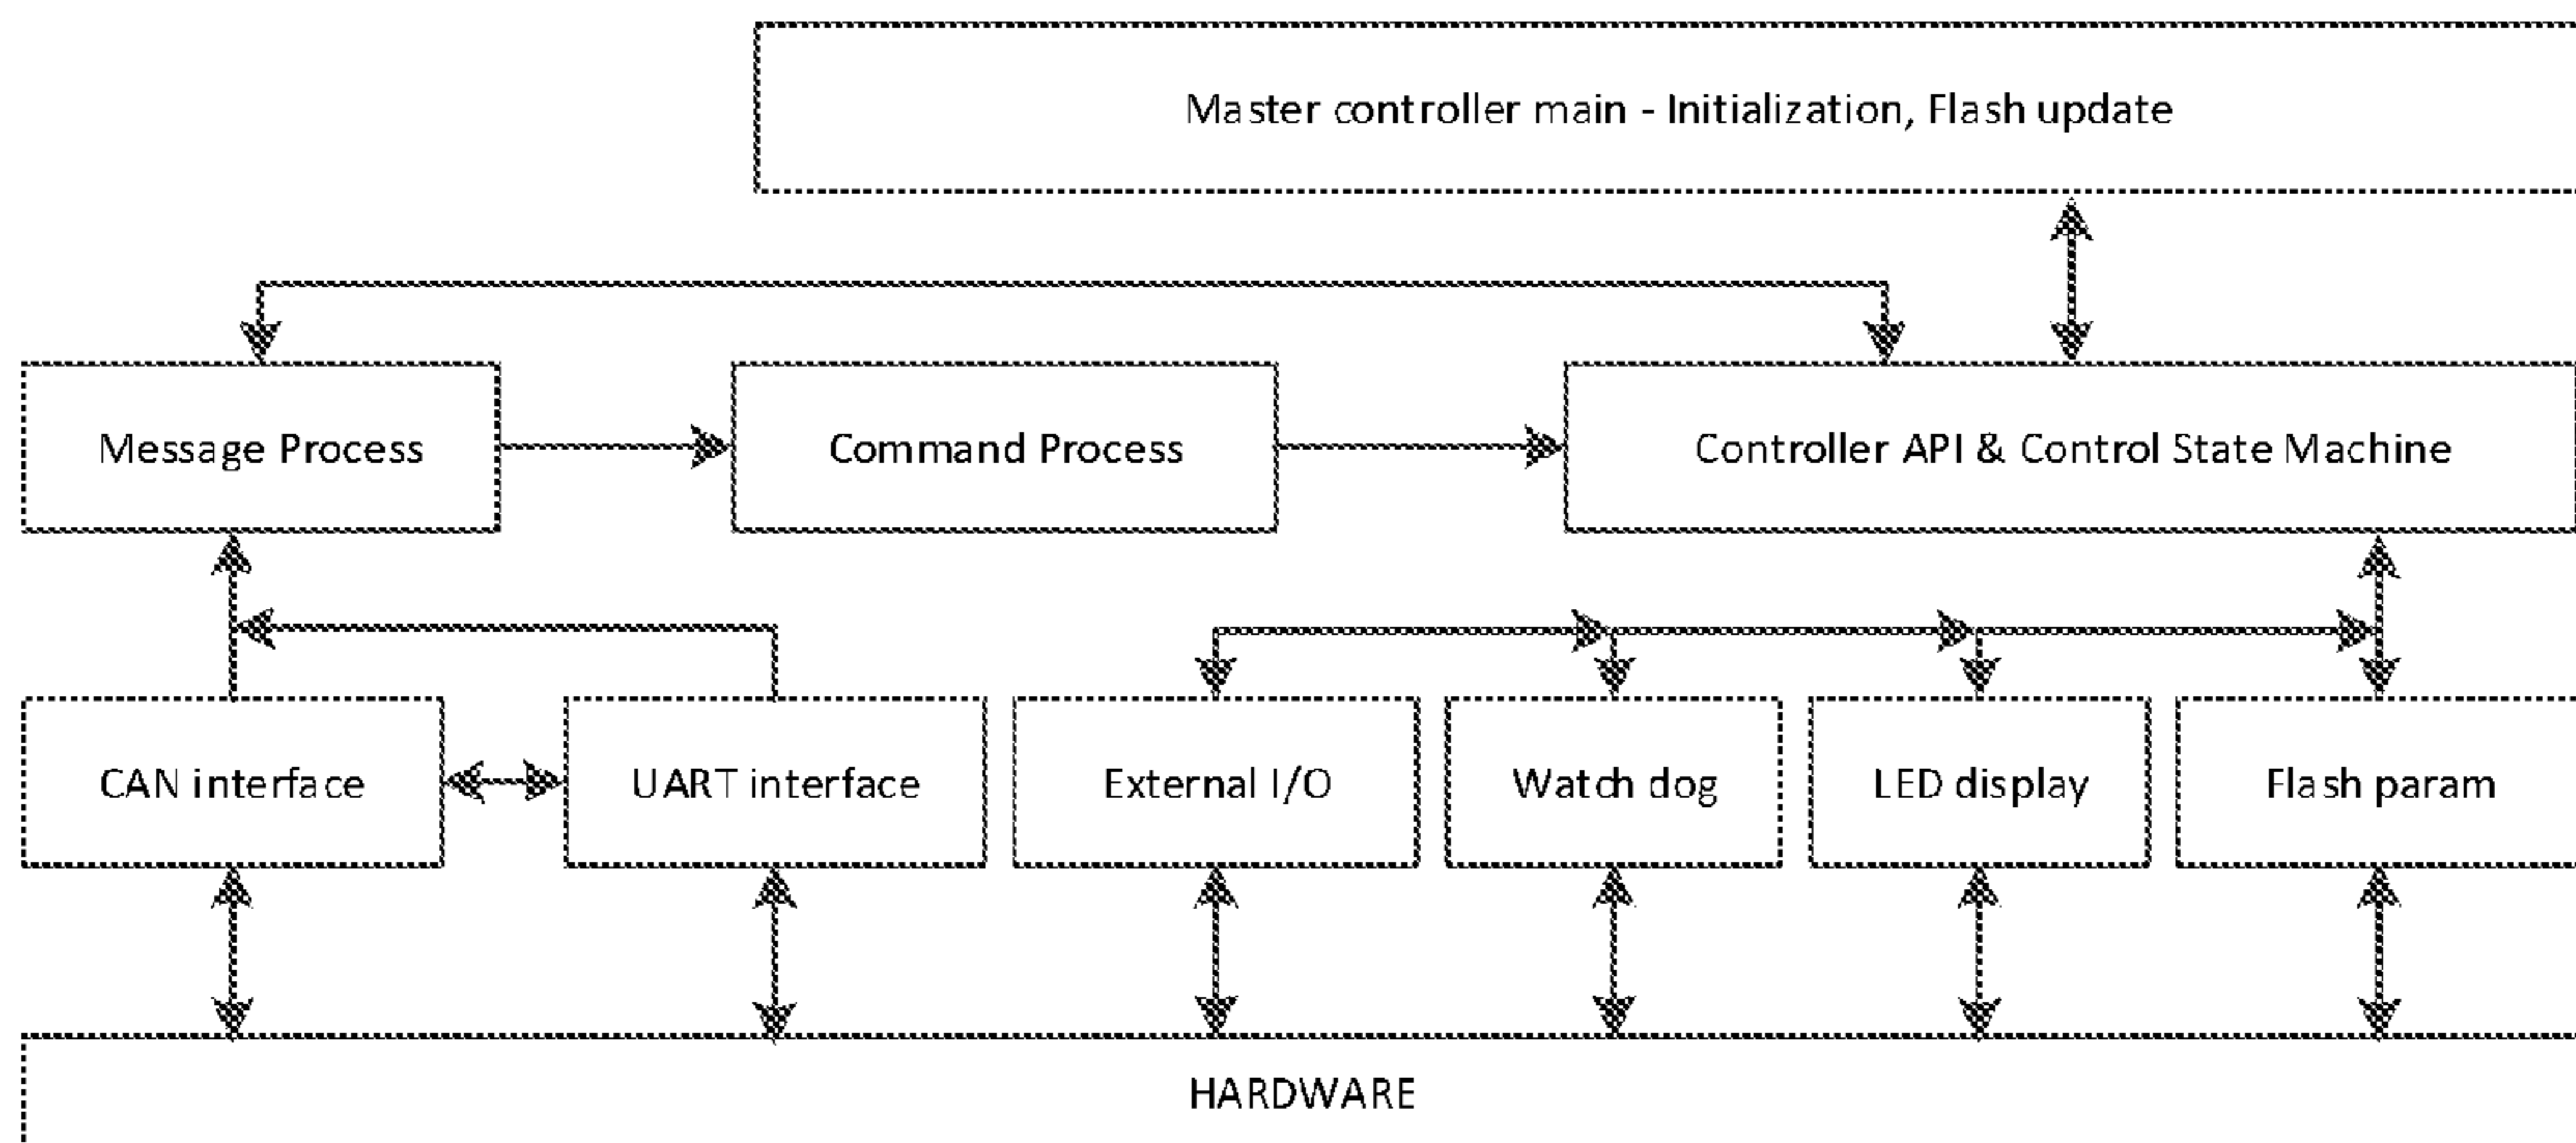 Master controller main - Initialization, Flash update
Message Process
Command Process
Controller API & Control State Machine
CAN interface
UART interface
External I/O
Watch dog
LED display
Flash param
HARDWARE